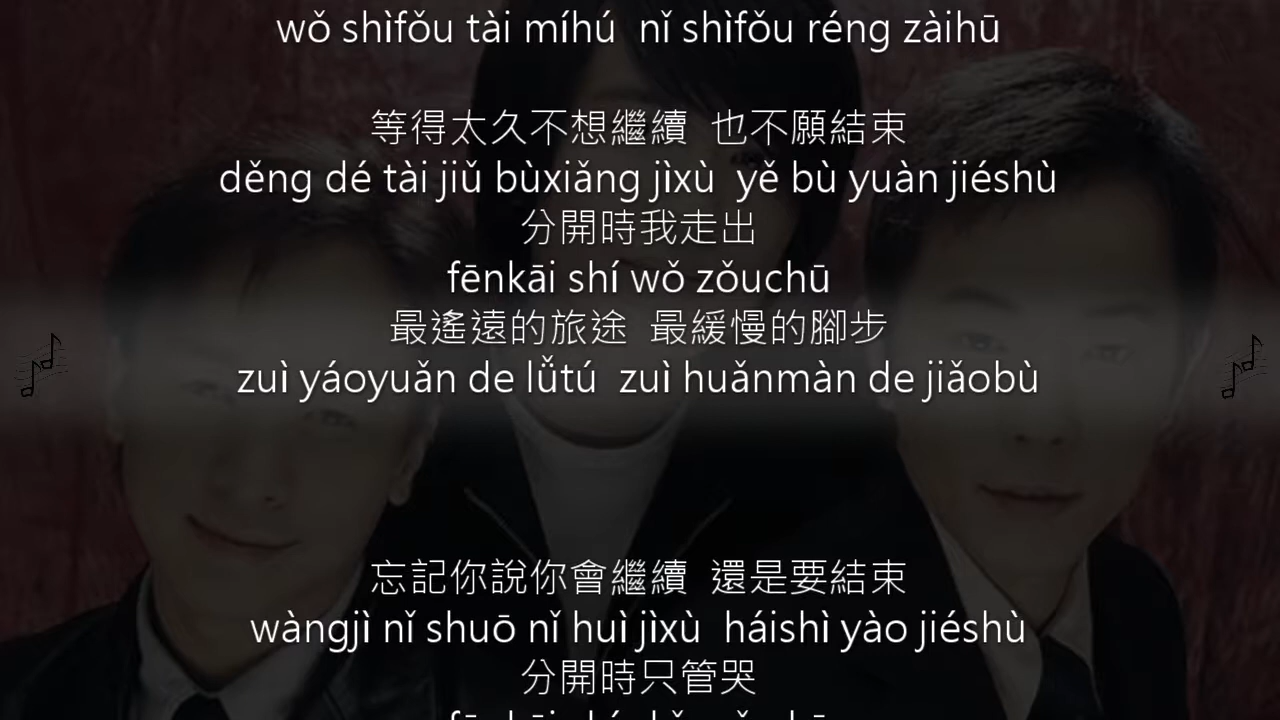 wǒ shìfǒu tài míhú  nǐ shìfǒu réng zàihū
等得太久不想繼續  也不願結束
děng dé tài jiǔ bùxiǎng jìxù  yě bù yuàn jiéshù
分開時我走出
fēnkāi shí wǒ zǒuchū
最遙遠的旅途  最緩慢的腳步
zuì yáoyuǎn de lǚtú  zuì huǎnmàn de jiǎobù
忘記你說你會繼續  還是要結束
wàngjì nǐ shuō nǐ huì jìxù  háishì yào jiéshù
分開時只管哭